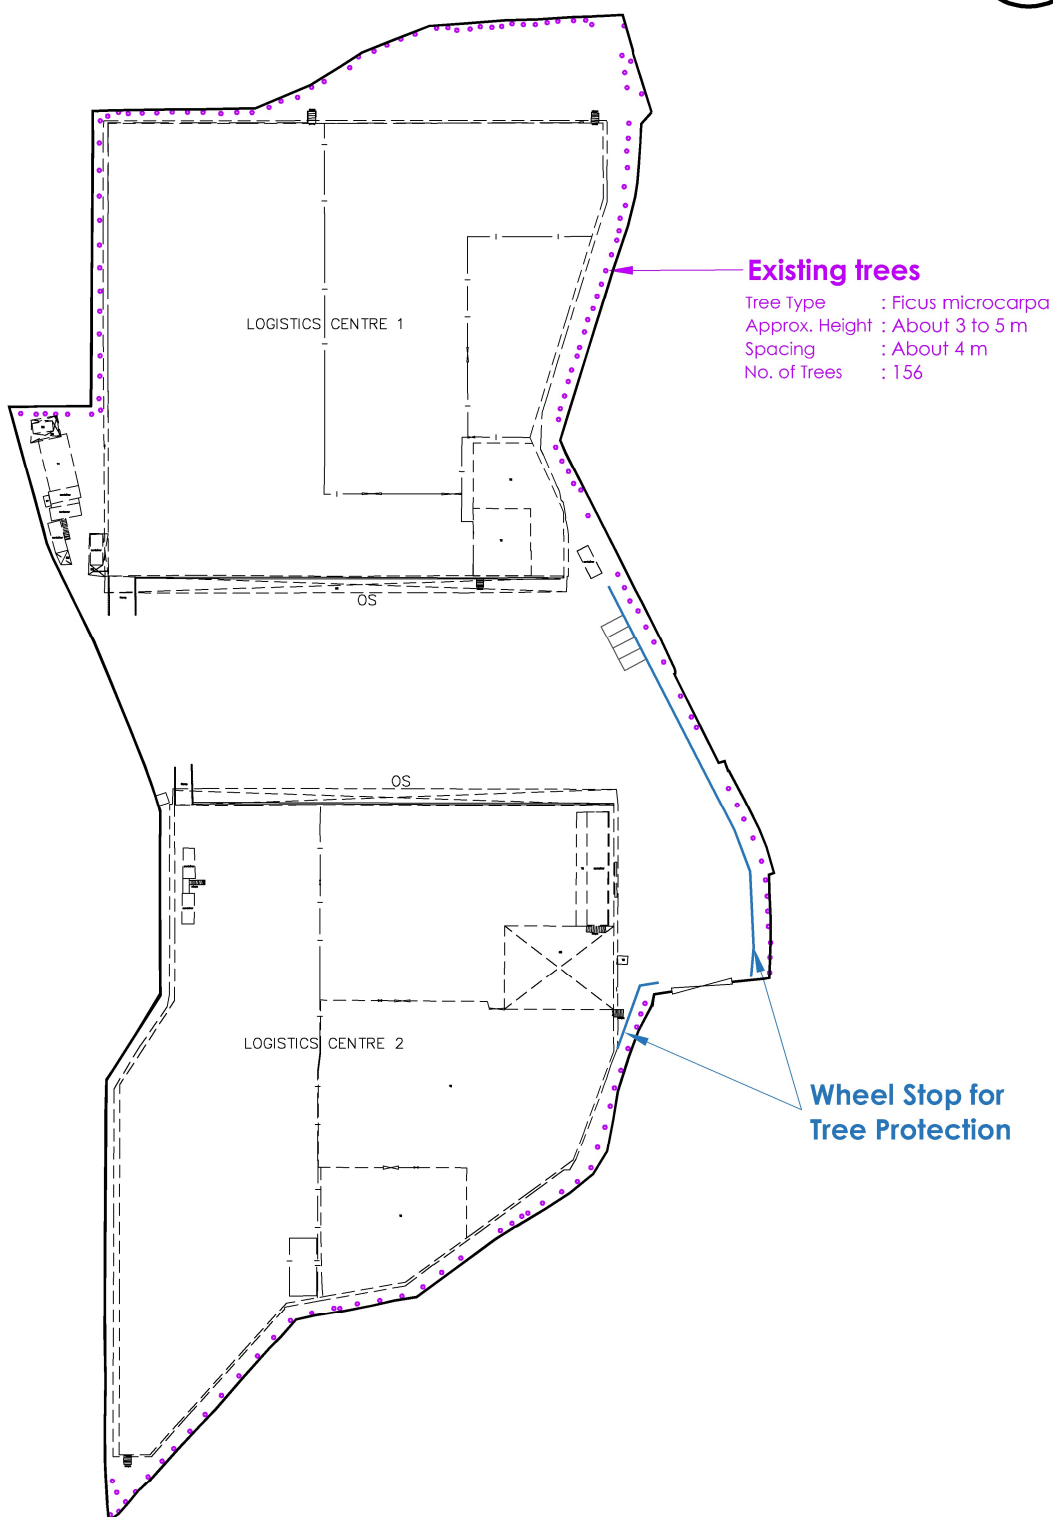 Existing trees
Tree Type : Ficus microcarpa
Approx. Height : About 3 to 5 m
Spacing : About 4 m
No. of Trees : 156
LOGISTICS CENTRE 1
OS
OS
LOGISTICS CENTRE 2
Wheel Stop for
Tree Protection